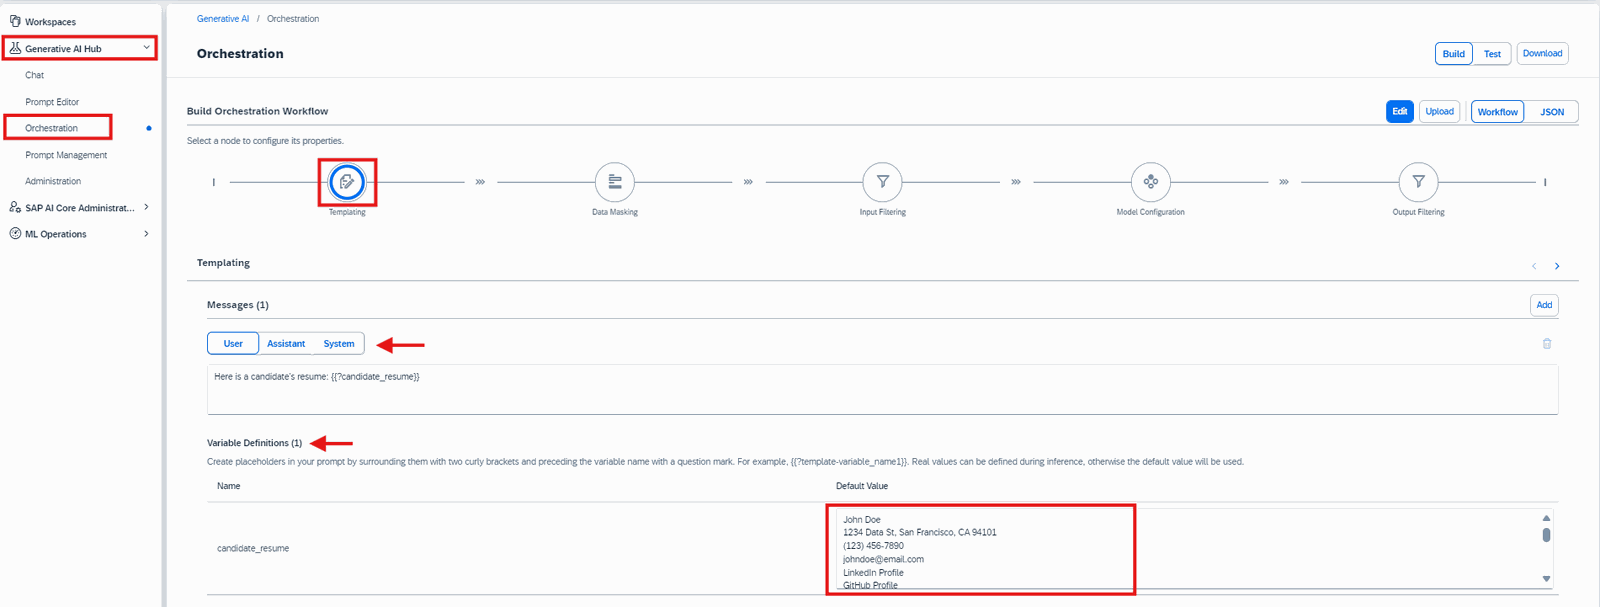 Workspaces
Generative AI Hub
Chat
Prompt Editor
Orchestration
Prompt Management
Administration
SAP AI Core Administrat...
ML Operations
Generative AI / Orchestration
Orchestration
Build Test Download
Build Orchestration Workflow
Edit Upload Workflow JSON
Select a node to configure its properties.
Templating Data Masking Input Filtering Model Configuration Output Filtering
Templating
Messages (1)
Add
User Assistant System
Here is a candidate's resume: {{?candidate_resume}}
Variable Definitions (1)
Create placeholders in your prompt by surrounding them with two curly brackets and preceding the variable name with a question mark. For example, {{?template-variable_name1}}. Real values can be defined during inference, otherwise the default value will be used.
Name Default Value
candidate_resume
John Doe
1234 Data St, San Francisco, CA 94101
(123) 456-7890
johndoe@email.com
LinkedIn Profile
GitHub Profile